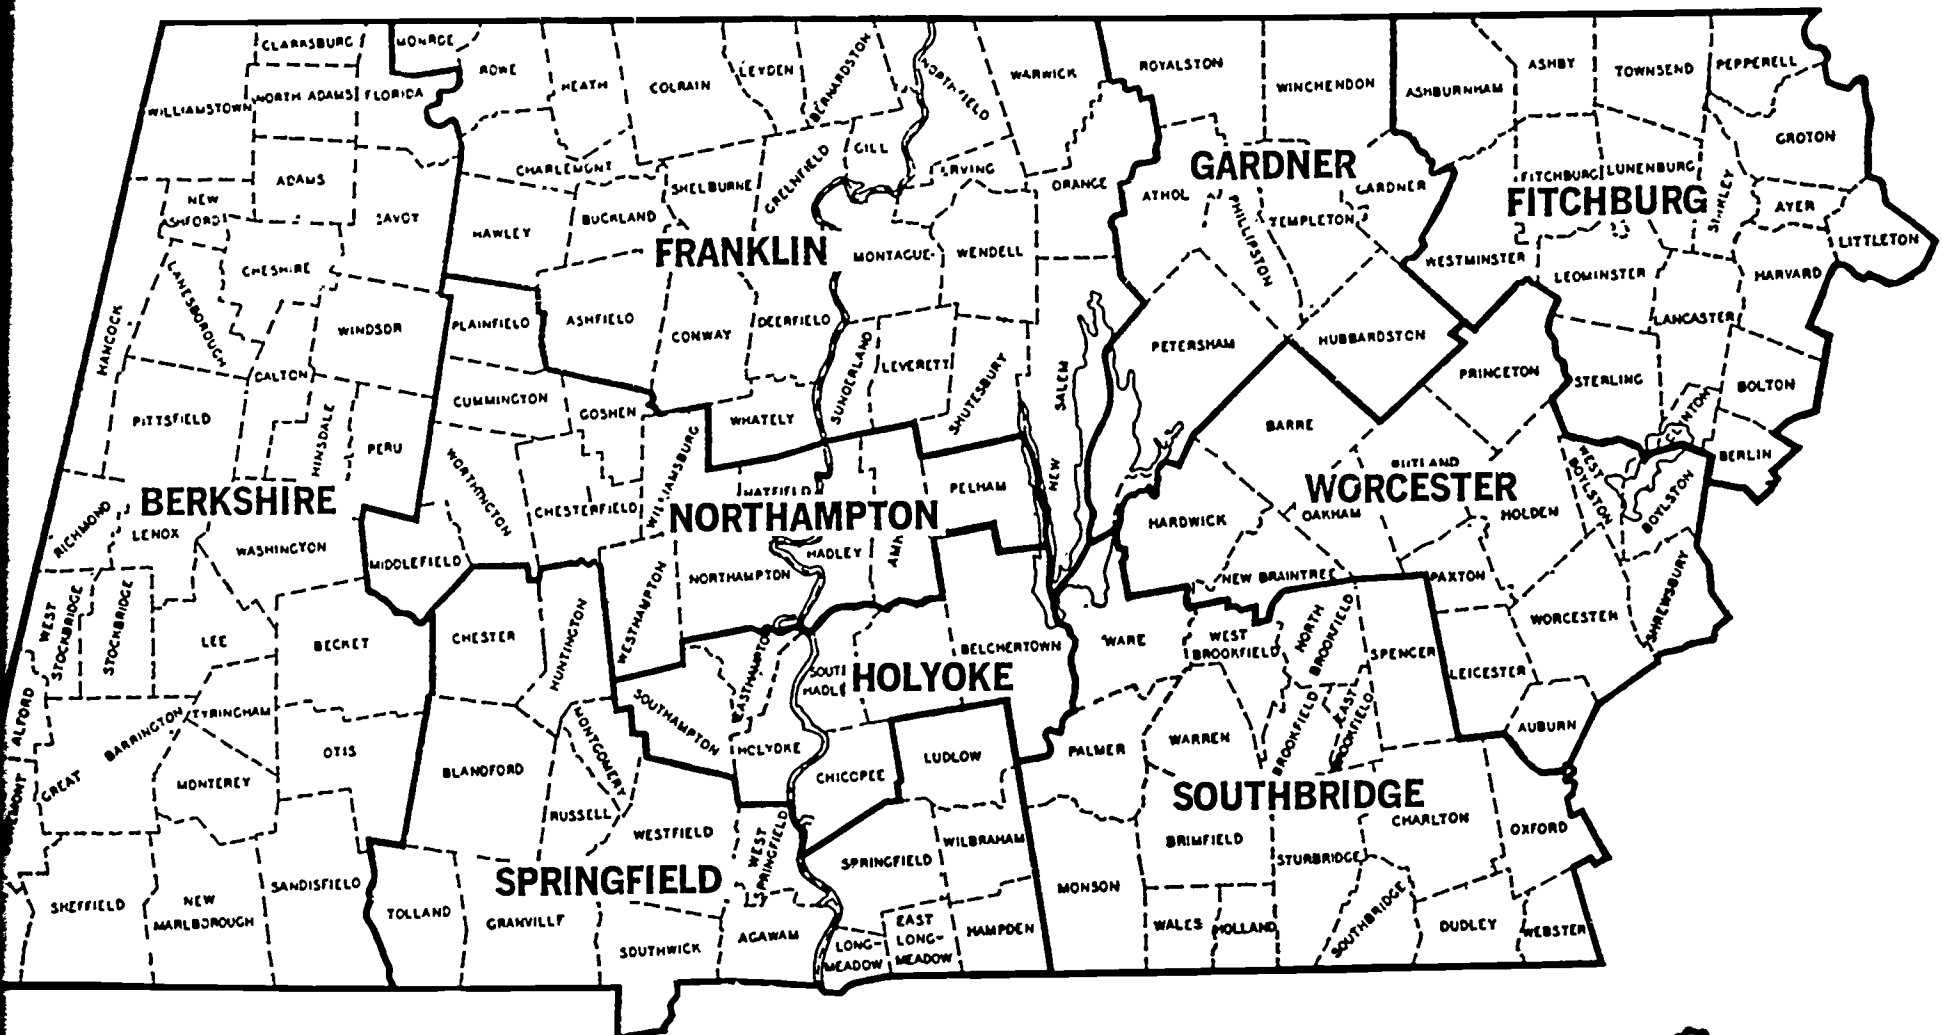 CLARKSBURG
MONROE
ROWE
HEATH
COLRAIN
LEYDEN
BERNARDSTON
NORTHFIELD
WARWICK
ROYALSTON
WINCHENDON
ASHBURNHAM
ASHBY
TOWNSEND
PEPPERELL
WILLIAMSTOWN
NORTH ADAMS
FLORIDA
GROTON
CHARLEMONT
GREENFIELD
GILL
ERVING
ORANGE
GARDNER
GARDNER
FITCHBURG
LUNENBURG
FITCHBURG
ADAMS
NEW
ASHFORD
SAVOY
HAWLEY
BUCKLAND
SHELBURNE
FRANKLIN
MONTAGUE
WENDELL
ATHOL
PHILLIPSTON
TEMPLETON
WESTMINSTER
LEOMINSTER
SHIRLEY
AYER
LITTLETON
HARVARD
HANCOCK
LANESBOROUGH
CHESHIRE
WINDSOR
PLAINFIELD
ASHFIELD
CONWAY
DEERFIELD
SUNDERLAND
LEVERETT
SHUTESBURY
NEW SALEM
PETERSHAM
HUBBARDSTON
PRINCETON
STERLING
LANCASTER
BOLTON
CLINTON
BERLIN
DALTON
PITTSFIELD
HINSDALE
PERU
CUMMINGTON
GOSHEN
WHATELY
BARRE
RUTLAND
WORCESTER
HOLDEN
WEST
BOYLSTON
BOYLSTON
BERKSHIRE
RICHMOND
LENOX
WASHINGTON
MIDDLEFIELD
WORTHINGTON
CHESTERFIELD
WILLIAMSBURG
HATFIELD
NORTHAMPTON
HADLEY
PELHAM
HARDWICK
OAKHAM
NEW BRAINTREE
PAXTON
WORCESTER
SHREWSBURY
WEST
STOCKBRIDGE
STOCKBRIDGE
LEE
BECKET
CHESTER
HUNTINGTON
WESTHAMPTON
NORTHAMPTON
EASTHAMPTON
HOLYOKE
BELCHERTOWN
WARE
WEST
BROOKFIELD
NORTH
BROOKFIELD
SPENCER
LEICESTER
AUBURN
ALFORD
GREAT BARRINGTON
TYRINGHAM
MONTEREY
OTIS
BLANDFORD
MONTGOMERY
RUSSELL
SOUTHAMPTON
HOLYOKE
CHICOPEE
LUDLOW
PALMER
WARREN
BROOKFIELD
EAST
BROOKFIELD
SOUTHBRIDGE
CHARLTON
OXFORD
WESTFIELD
WEST
SPRINGFIELD
SPRINGFIELD
SPRINGFIELD
WILBRAHAM
MONSON
BRIMFIELD
STURBRIDGE
SHEFFIELD
NEW
MARLBOROUGH
SANDISFIELD
TOLLAND
GRANVILLE
SOUTHWICK
AGAWAM
LONG-
MEADOW
EAST
LONG-
MEADOW
HAMPDEN
WALES
HOLLAND
SOUTHBRIDGE
DUDLEY
WEBSTER